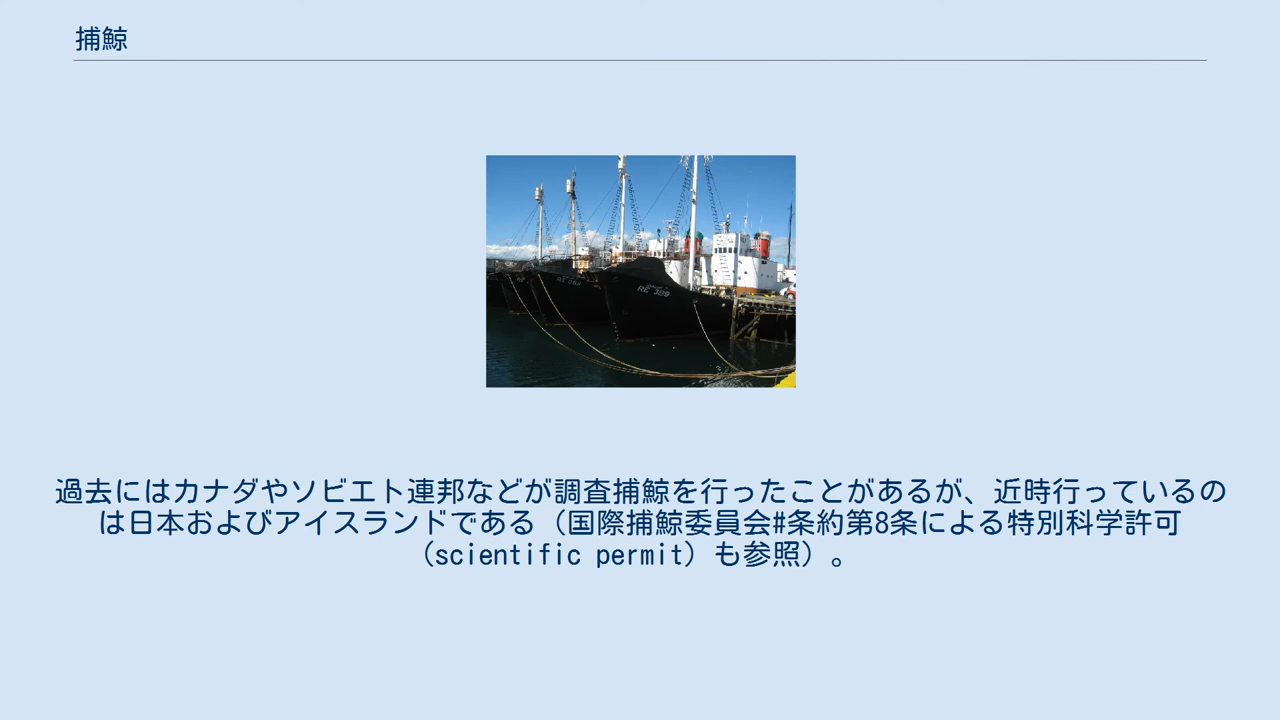 捕鯨
RE 399
過去にはカナダやソビエト連邦などが調査捕鯨を行ったことがあるが、近時行っているの
は日本およびアイスランドである（国際捕鯨委員会#条約第8条による特別科学許可
（scientific permit）も参照）。